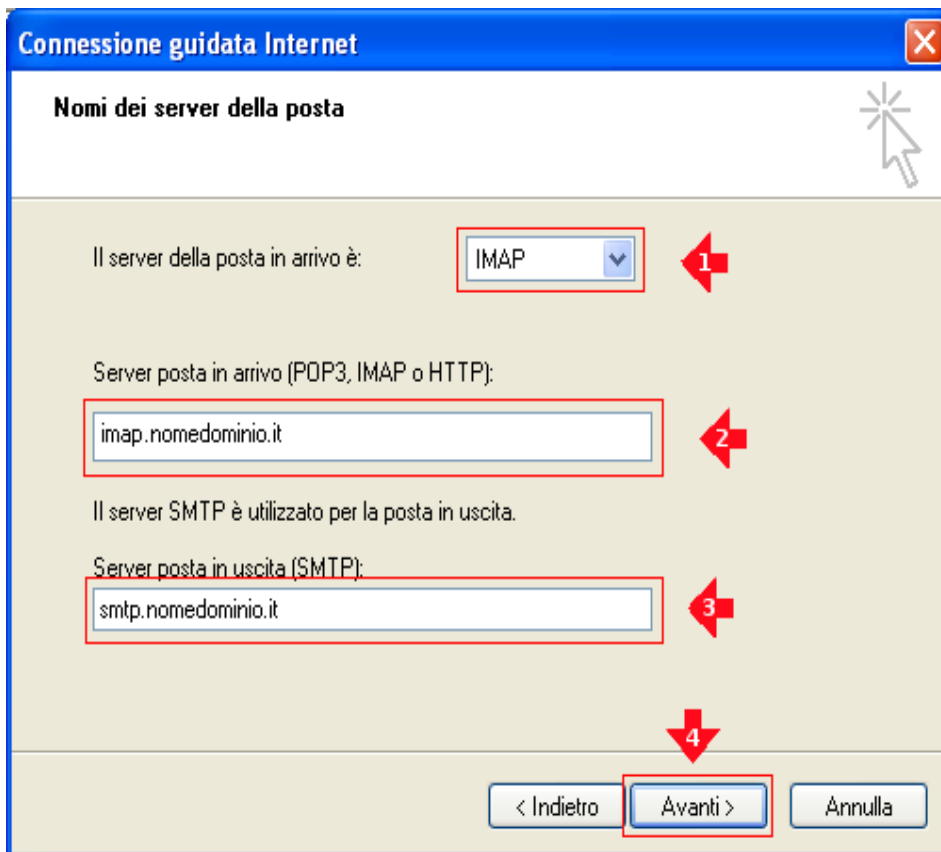 Connessione guidata Internet
Nomi dei server della posta
Il server della posta in arrivo è:
IMAP
1
Server posta in arrivo (POP3, IMAP o HTTP):
imap.nomedominio.it
2
Il server SMTP è utilizzato per la posta in uscita.
Server posta in uscita (SMTP):
smtp.nomedominio.it
3
4
< Indietro
Avanti >
Annulla